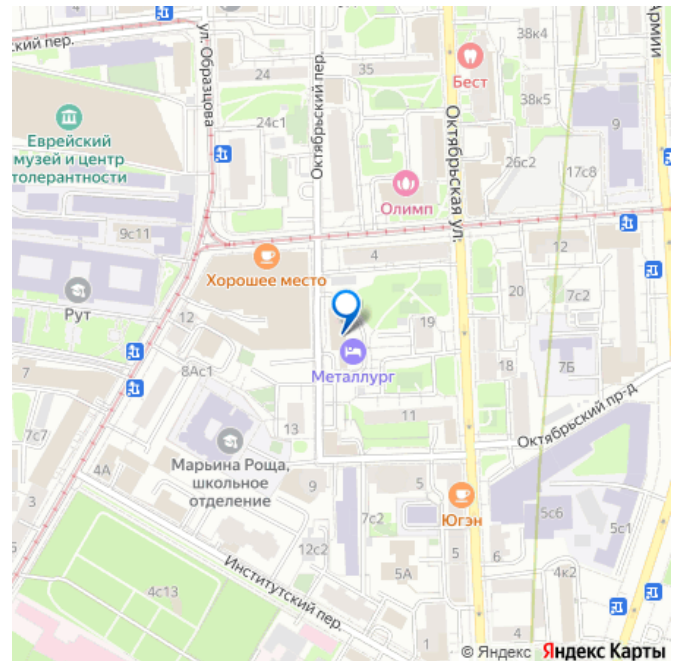 ский пер.
ул. Образцова
Октябрьский пер.
24
35
38к4
Армии
Бест
38к5
24с1
9
Еврейский
музей и центр
толерантности
Октябрьская ул.
26с2
17с8
Олимп
9с11
4
12
Хорошее место
20
7с2
Рут
12
19
7
8Ас1
Металлург
18
7Б
11
Октябрьский пр-д
13
7с7
4А
Марьина Роща,
школьное
отделение
9
5
3
Югэн
7с2
5с6
5с1
12с2
5
6
Институтский пер.
5А
4к2
4с13
1
4
© Яндекс Яндекс Карты